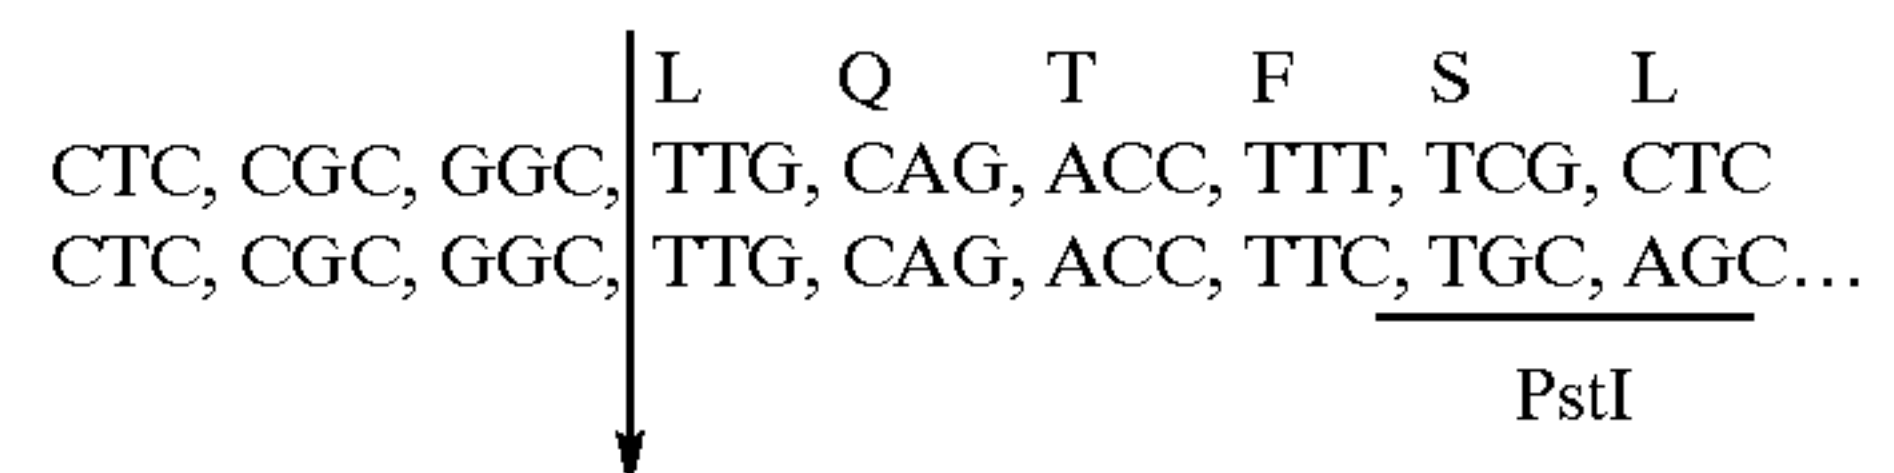 L Q T F S L
CTC, CGC, GGC, TTG, CAG, ACC, TTT, TCG, CTC
CTC, CGC, GGC, TTG, CAG, ACC, TTC, TGC, AGC...
PstI